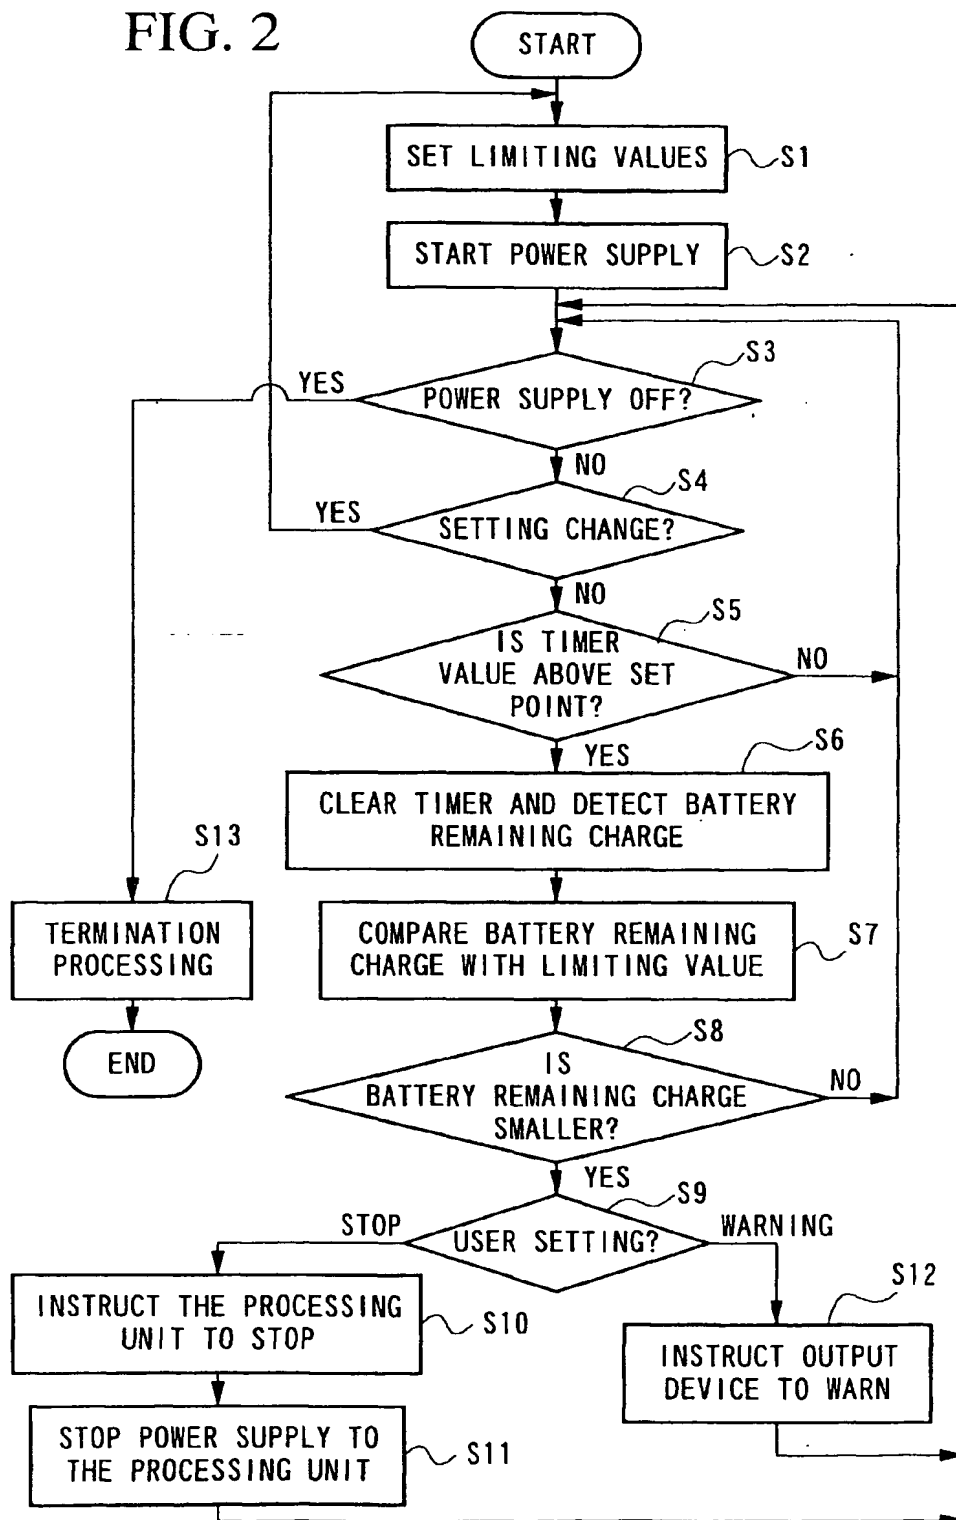 FIG. 2
START
SET LIMITING VALUES
S1
START POWER SUPPLY
S2
S3
YES
POWER SUPPLY OFF?
NO
S4
YES
SETTING CHANGE?
NO
S5
IS TIMER
VALUE ABOVE SET
POINT?
NO
YES
S6
CLEAR TIMER AND DETECT BATTERY
REMAINING CHARGE
S13
TERMINATION
PROCESSING
COMPARE BATTERY REMAINING
CHARGE WITH LIMITING VALUE
S7
END
S8
IS
BATTERY REMAINING CHARGE
SMALLER?
NO
YES
S9
STOP
USER SETTING?
WARNING
INSTRUCT THE PROCESSING
UNIT TO STOP
S10
S12
INSTRUCT OUTPUT
DEVICE TO WARN
STOP POWER SUPPLY TO
THE PROCESSING UNIT
S11